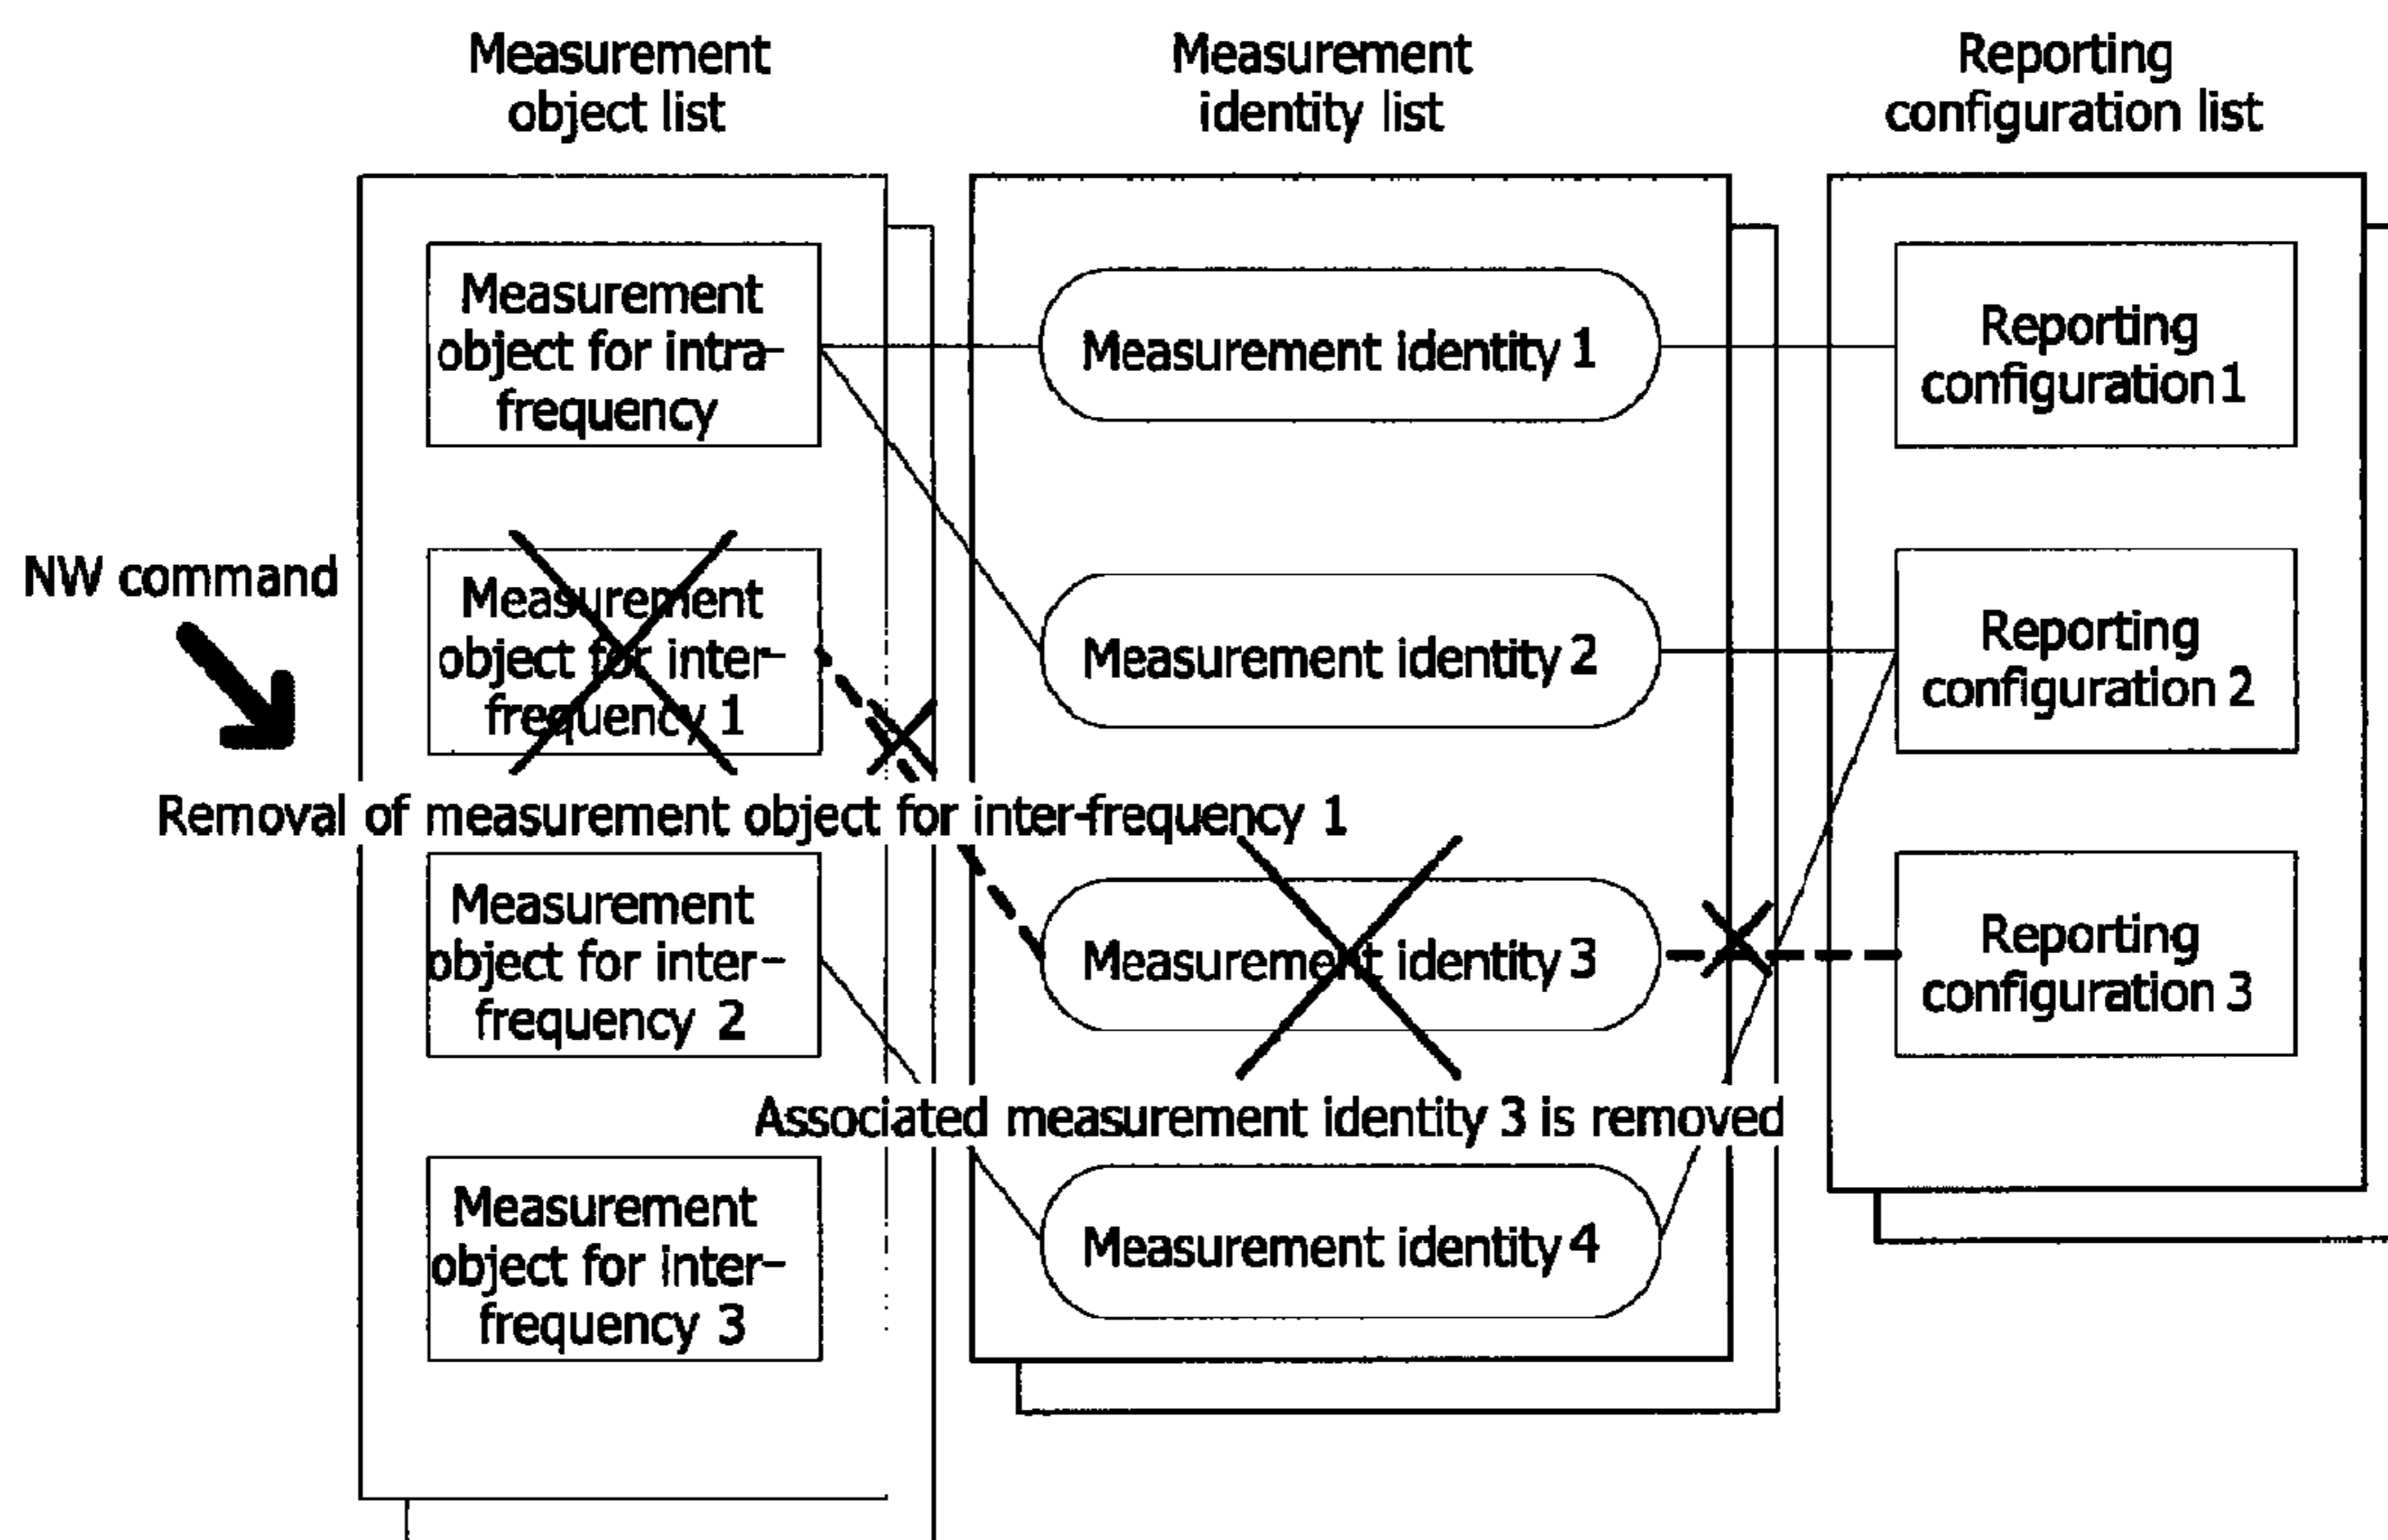 Measurement
object list
Measurement
identity list
Reporting
configuration list
Measurement
object for intra-
frequency
Measurement identity 1
Reporting
configuration 1
NW command
Measurement
object for inter-
frequency 1
Measurement identity 2
Reporting
configuration 2
Removal of measurement object for inter-frequency 1
Measurement
object for inter-
frequency 2
Measurement identity 3
Reporting
configuration 3
Associated measurement identity 3 is removed
Measurement
object for inter-
frequency 3
Measurement identity 4